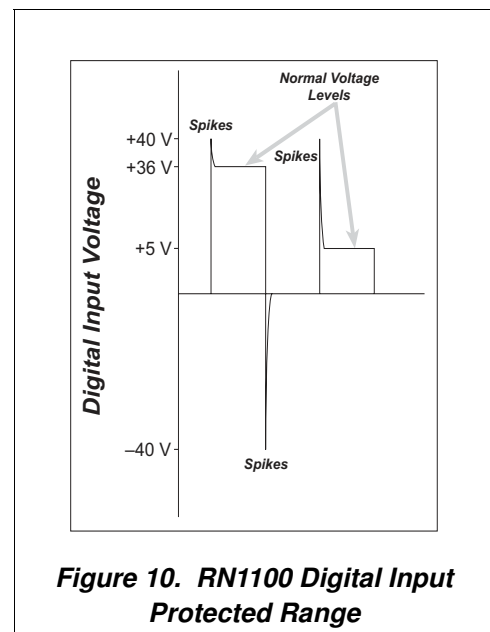 Normal Voltage
Levels
Spikes
+40 V
+36 V
Spikes
+5 V
Digital Input Voltage
–40 V
Spikes
Figure 10. RN1100 Digital Input
Protected Range